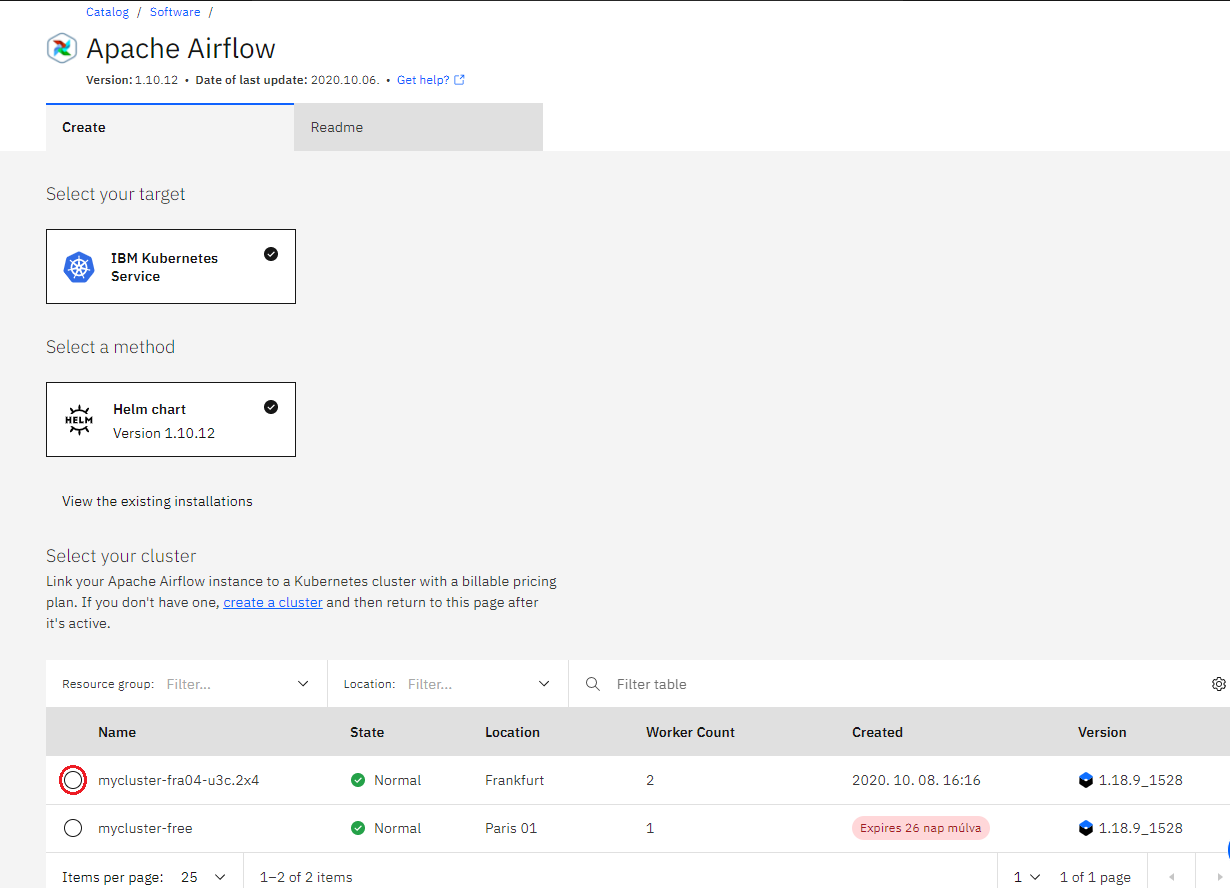 Catalog / Software /
Apache Airflow
Version: 1.10.12 • Date of last update: 2020.10.06. • Get help?
Create Readme
Select your target
IBM Kubernetes
Service
Select a method
HELM
Helm chart
Version 1.10.12
View the existing installations
Select your cluster
Link your Apache Airflow instance to a Kubernetes cluster with a billable pricing
plan. If you don't have one, create a cluster and then return to this page after
it's active.
Resource group: Filter... Location: Filter... Filter table
Name State Location Worker Count Created Version
mycluster-fra04-u3c.2x4 Normal Frankfurt 2 2020. 10. 08. 16:16 1.18.9_1528
mycluster-free Normal Paris 01 1 Expires 26 nap múlva 1.18.9_1528
Items per page: 25 1–2 of 2 items 1 1 of 1 page